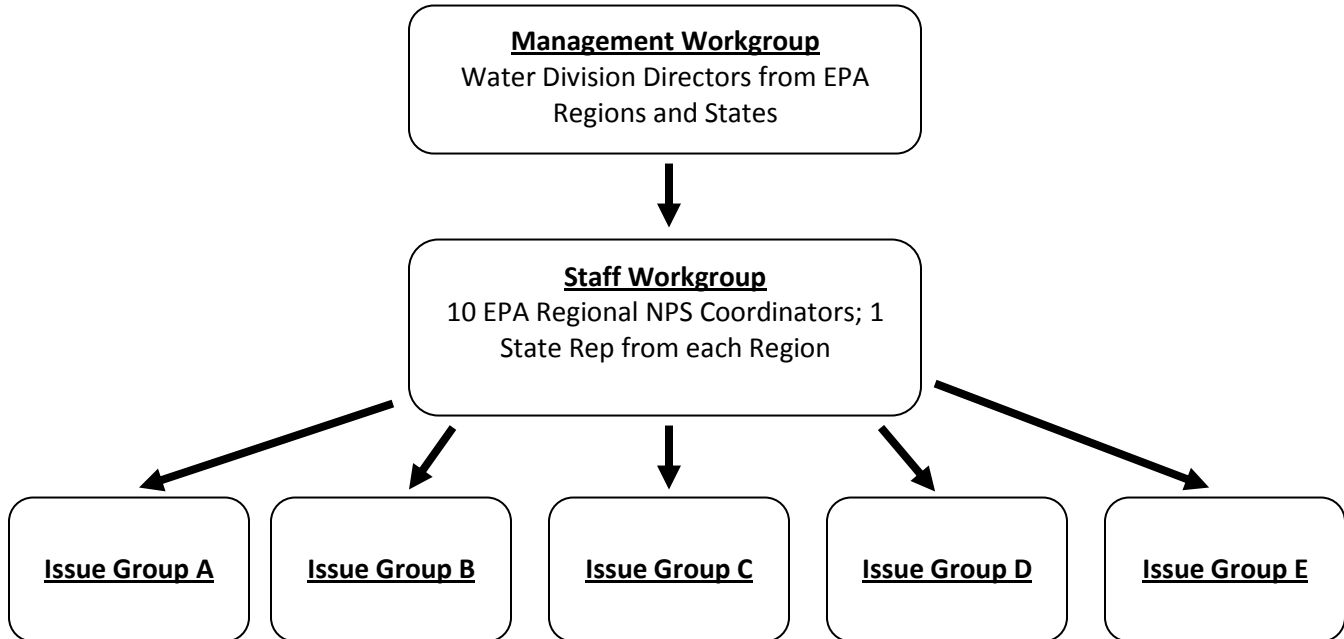 Management Workgroup
Water Division Directors from EPA
Regions and States
Staff Workgroup
10 EPA Regional NPS Coordinators; 1
State Rep from each Region
Issue Group A
Issue Group B
Issue Group C
Issue Group D
Issue Group E